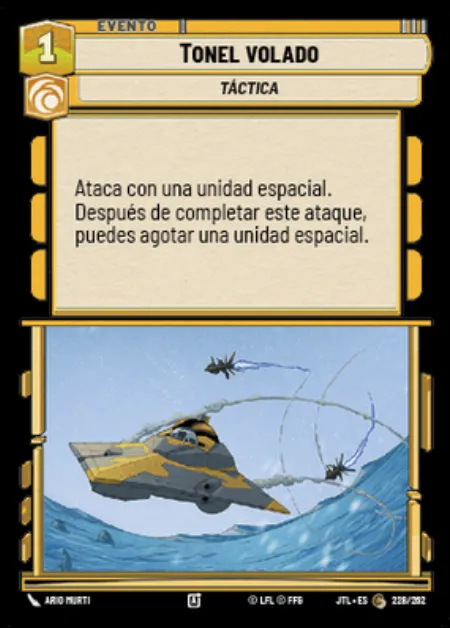 EVENTO
1
TONEL VOLADO
TÁCTICA
Ataca con una unidad espacial.
Después de completar este ataque,
puedes agotar una unidad espacial.
ARIO MURTI
A
© LFL © FFG
JTL • ES
228/262